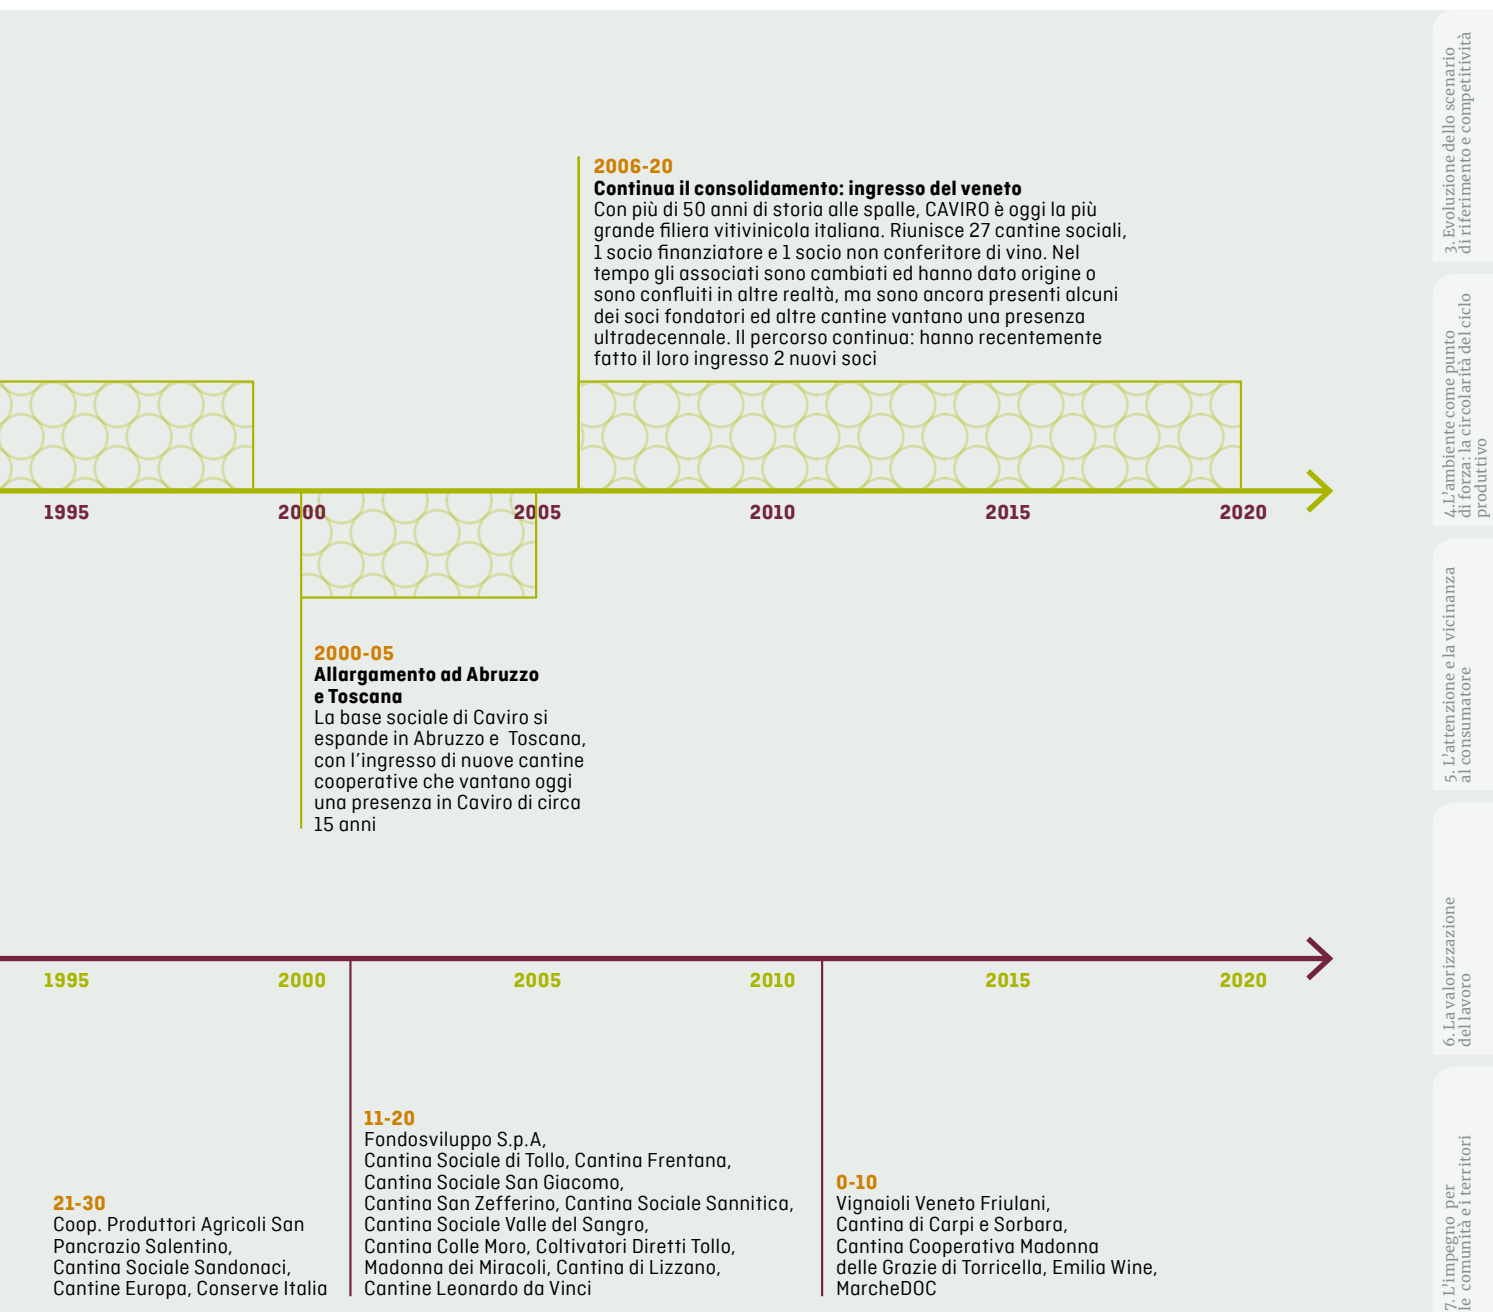 2006-20
Continua il consolidamento: ingresso del veneto
Con più di 50 anni di storia alle spalle, CAVIRO è oggi la più
grande filiera vitivinicola italiana. Riunisce 27 cantine sociali,
1 socio finanziatore e 1 socio non conferitore di vino. Nel
tempo gli associati sono cambiati ed hanno dato origine o
sono confluiti in altre realtà, ma sono ancora presenti alcuni
dei soci fondatori ed altre cantine vantano una presenza
ultradecennale. Il percorso continua: hanno recentemente
fatto il loro ingresso 2 nuovi soci
1995
2000
2005
2010
2015
2020
2000-05
Allargamento ad Abruzzo
e Toscana
La base sociale di Caviro si
espande in Abruzzo e  Toscana,
con l'ingresso di nuove cantine
cooperative che vantano oggi
una presenza in Caviro di circa
15 anni
1995
2000
2005
2010
2015
2020
21-30
Coop. Produttori Agricoli San
Pancrazio Salentino,
Cantina Sociale Sandonaci,
Cantine Europa, Conserve Italia
11-20
Fondosviluppo S.p.A,
Cantina Sociale di Tollo, Cantina Frentana,
Cantina Sociale San Giacomo,
Cantina San Zefferino, Cantina Sociale Sannitica,
Cantina Sociale Valle del Sangro,
Cantina Colle Moro, Coltivatori Diretti Tollo,
Madonna dei Miracoli, Cantina di Lizzano,
Cantine Leonardo da Vinci
0-10
Vignaioli Veneto Friulani,
Cantina di Carpi e Sorbara,
Cantina Cooperativa Madonna
delle Grazie di Torricella, Emilia Wine,
MarcheDOC
3. Evoluzione dello scenario
di riferimento e competitività
4.L'ambiente come punto
di forza: la circolarità del ciclo
produttivo
5. L'attenzione e la vicinanza
al consumatore
6. La valorizzazione
del lavoro
7. L'impegno  per
le  comunità e i territori